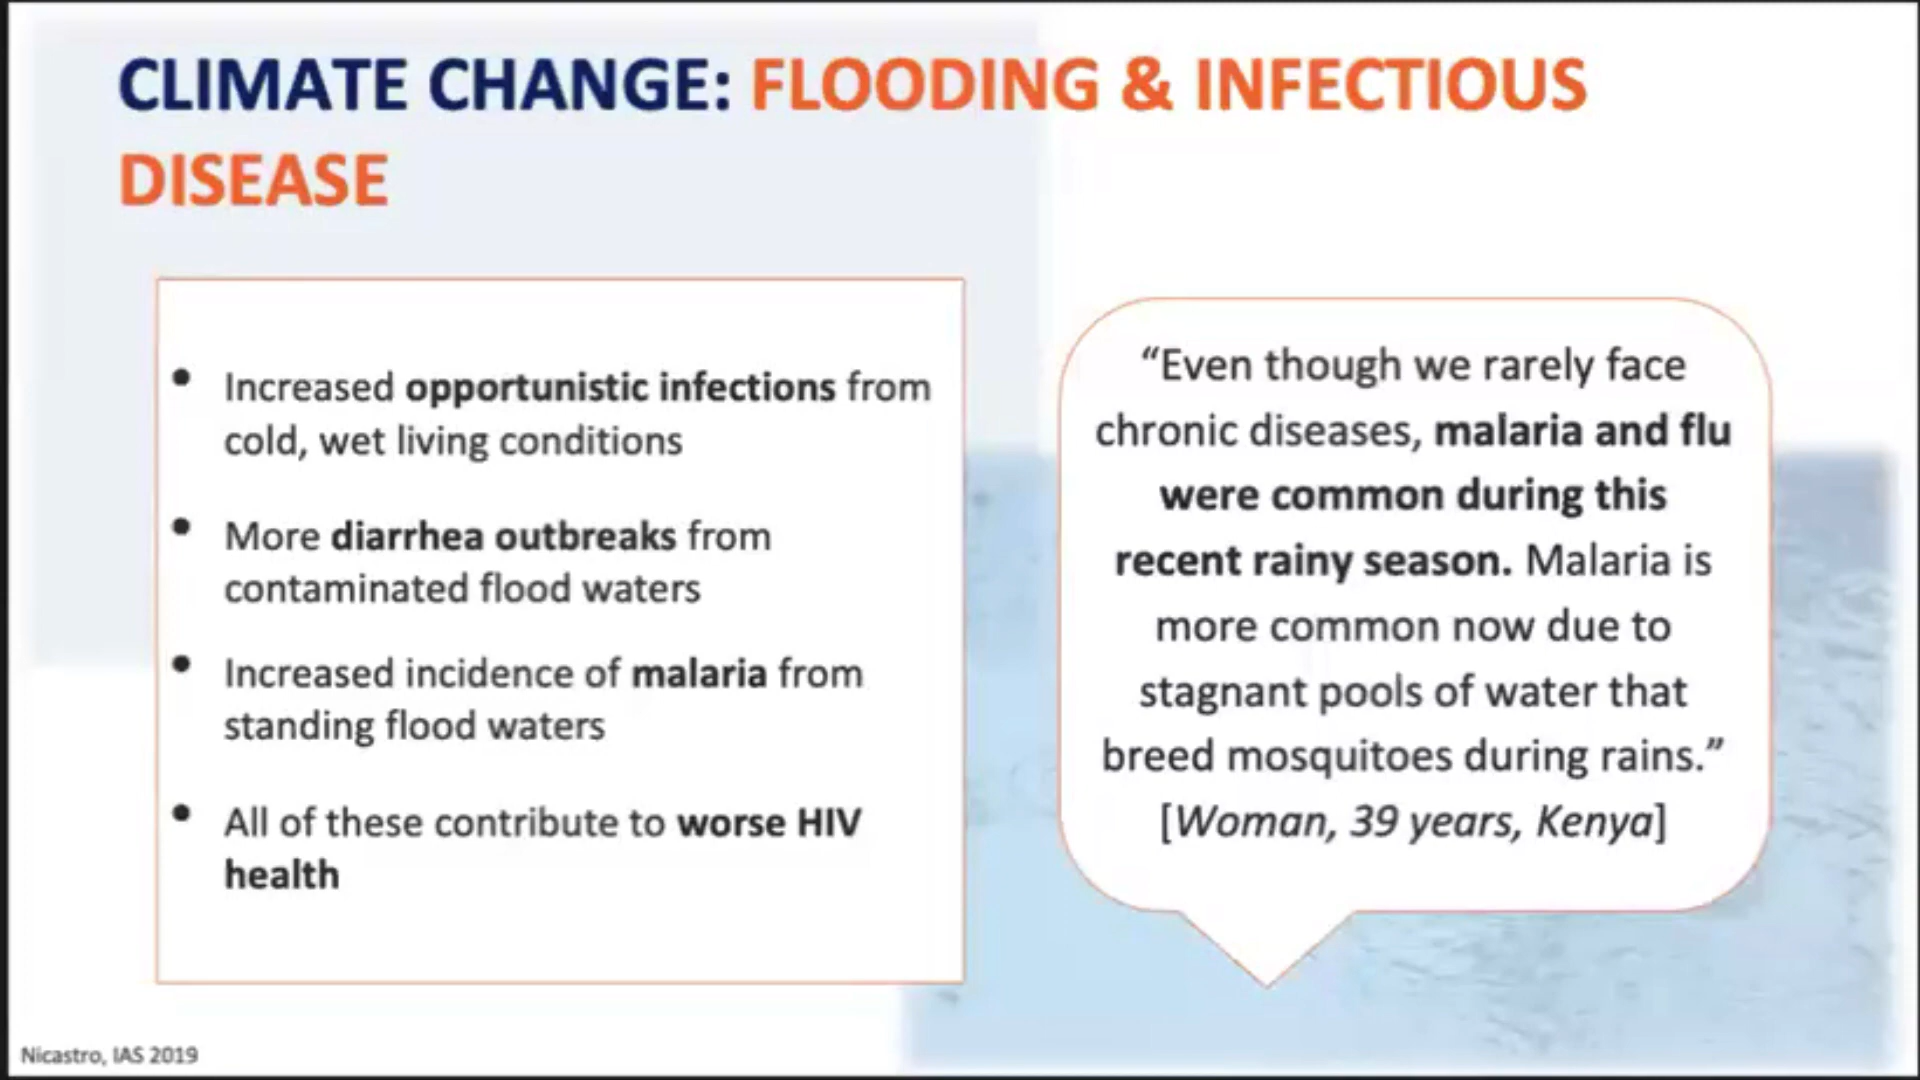 CLIMATE CHANGE: FLOODING & INFECTIOUS
DISEASE
• Increased opportunistic infections from
cold, wet living conditions
• More diarrhea outbreaks from
contaminated flood waters
• Increased incidence of malaria from
standing flood waters
• All of these contribute to worse HIV
health
“Even though we rarely face
chronic diseases, malaria and flu
were common during this
recent rainy season. Malaria is
more common now due to
stagnant pools of water that
breed mosquitoes during rains.”
[Woman, 39 years, Kenya]
Nicastro, IAS 2019